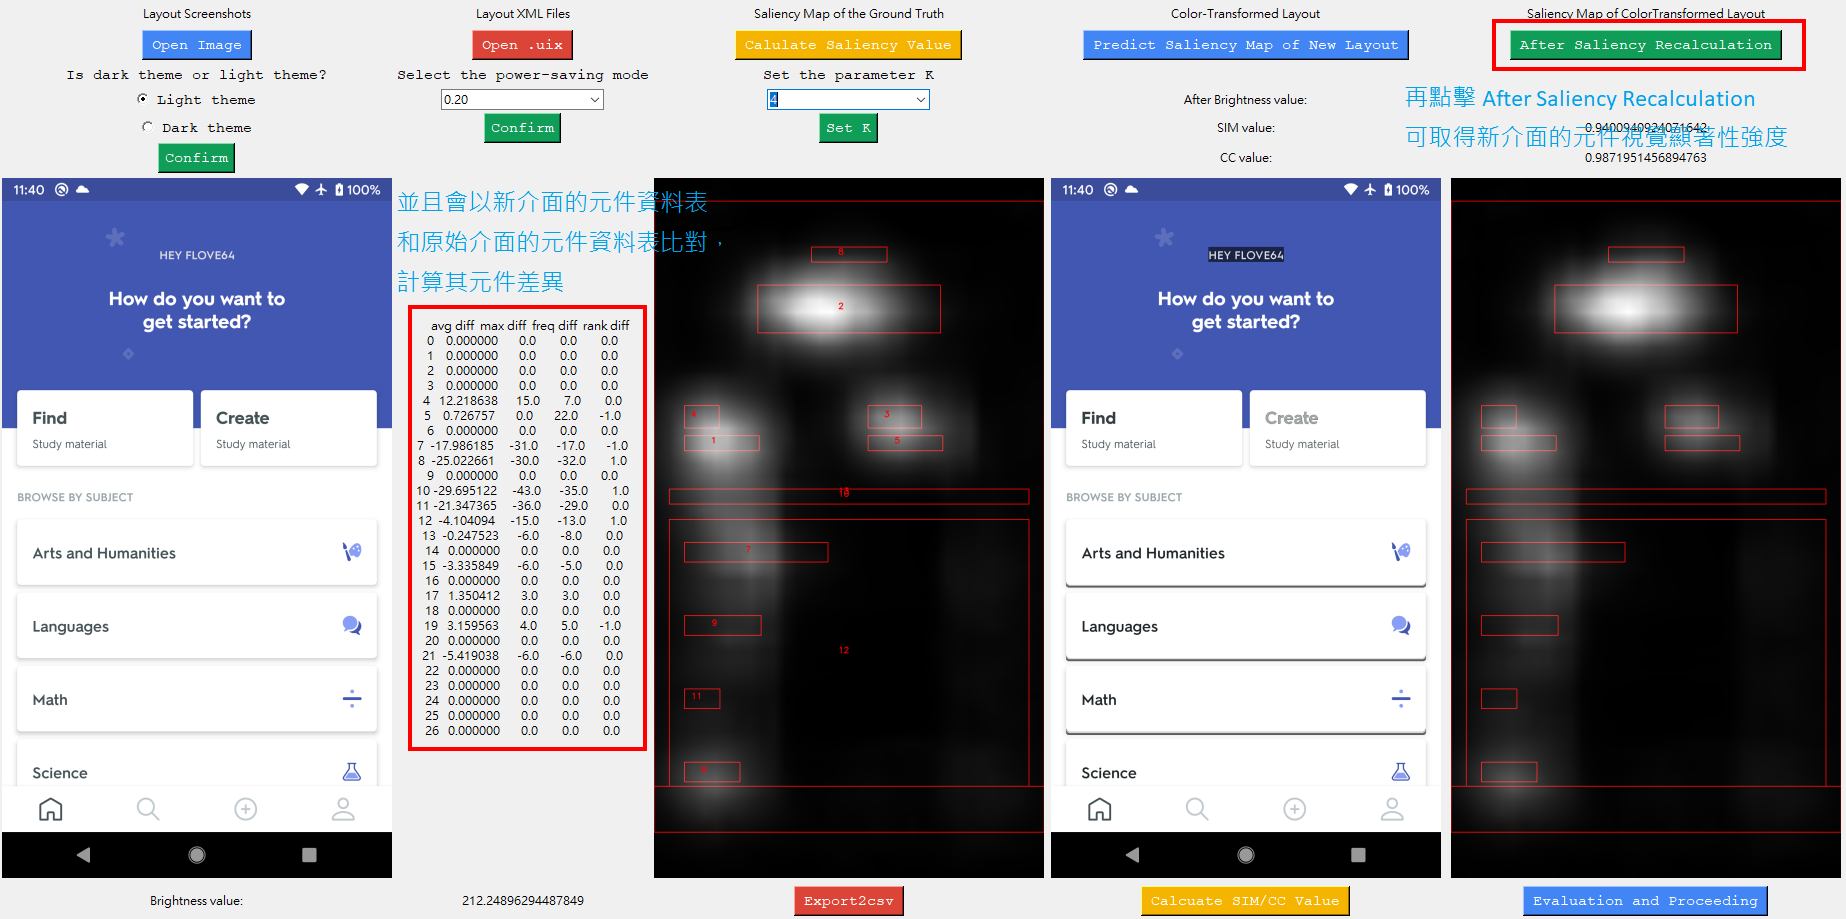 Layout Screenshots
Open Image
Is dark theme or light theme?
Light theme
Dark theme
Confirm
Layout XML Files
Open .uix
Select the power-saving mode
0.20
Confirm
Saliency Map of the Ground Truth
Calulate Saliency Value
Set the parameter K
4
Set K
Color-Transformed Layout
Predict Saliency Map of New Layout
After Brightness value:
SIM value:
CC value:
Saliency Map of ColorTransformed Layout
After Saliency Recalculation
再點擊 After Saliency Recalculation
0.9400940924071642
可取得新介面的元件視覺顯著性強度
0.9871951456894763
11:40 100%
HEY FLOVE64
How do you want to
get started?
Find
Study material
Create
Study material
BROWSE BY SUBJECT
Arts and Humanities
Languages
Math
Science
並且會以新介面的元件資料表
和原始介面的元件資料表比對，
計算其元件差異
avg diff max diff freq diff rank diff
0 0.000000 0.0 0.0 0.0
1 0.000000 0.0 0.0 0.0
2 0.000000 0.0 0.0 0.0
3 0.000000 0.0 0.0 0.0
4 12.218638 15.0 7.0 0.0
5 0.726757 0.0 22.0 -1.0
6 0.000000 0.0 0.0 0.0
7 -17.986185 -31.0 -17.0 -1.0
8 -25.022661 -30.0 -32.0 1.0
9 0.000000 0.0 0.0 0.0
10 -29.695122 -43.0 -35.0 1.0
11 -21.347365 -36.0 -29.0 0.0
12 -4.104094 -15.0 -13.0 1.0
13 -0.247523 -6.0 -8.0 0.0
14 0.000000 0.0 0.0 0.0
15 -3.335849 -6.0 -5.0 0.0
16 0.000000 0.0 0.0 0.0
17 1.350412 3.0 3.0 0.0
18 0.000000 0.0 0.0 0.0
19 3.159563 4.0 5.0 -1.0
20 0.000000 0.0 0.0 0.0
21 -5.419038 -6.0 -6.0 0.0
22 0.000000 0.0 0.0 0.0
23 0.000000 0.0 0.0 0.0
24 0.000000 0.0 0.0 0.0
25 0.000000 0.0 0.0 0.0
26 0.000000 0.0 0.0 0.0
2
4
3
1
5
7
9
12
11
11:40 100%
HEY FLOVE64
How do you want to
get started?
Find
Study material
Create
Study material
BROWSE BY SUBJECT
Arts and Humanities
Languages
Math
Science
Brightness value:
212.24896294487849
Export2csv
Calcuate SIM/CC Value
Evaluation and Proceeding